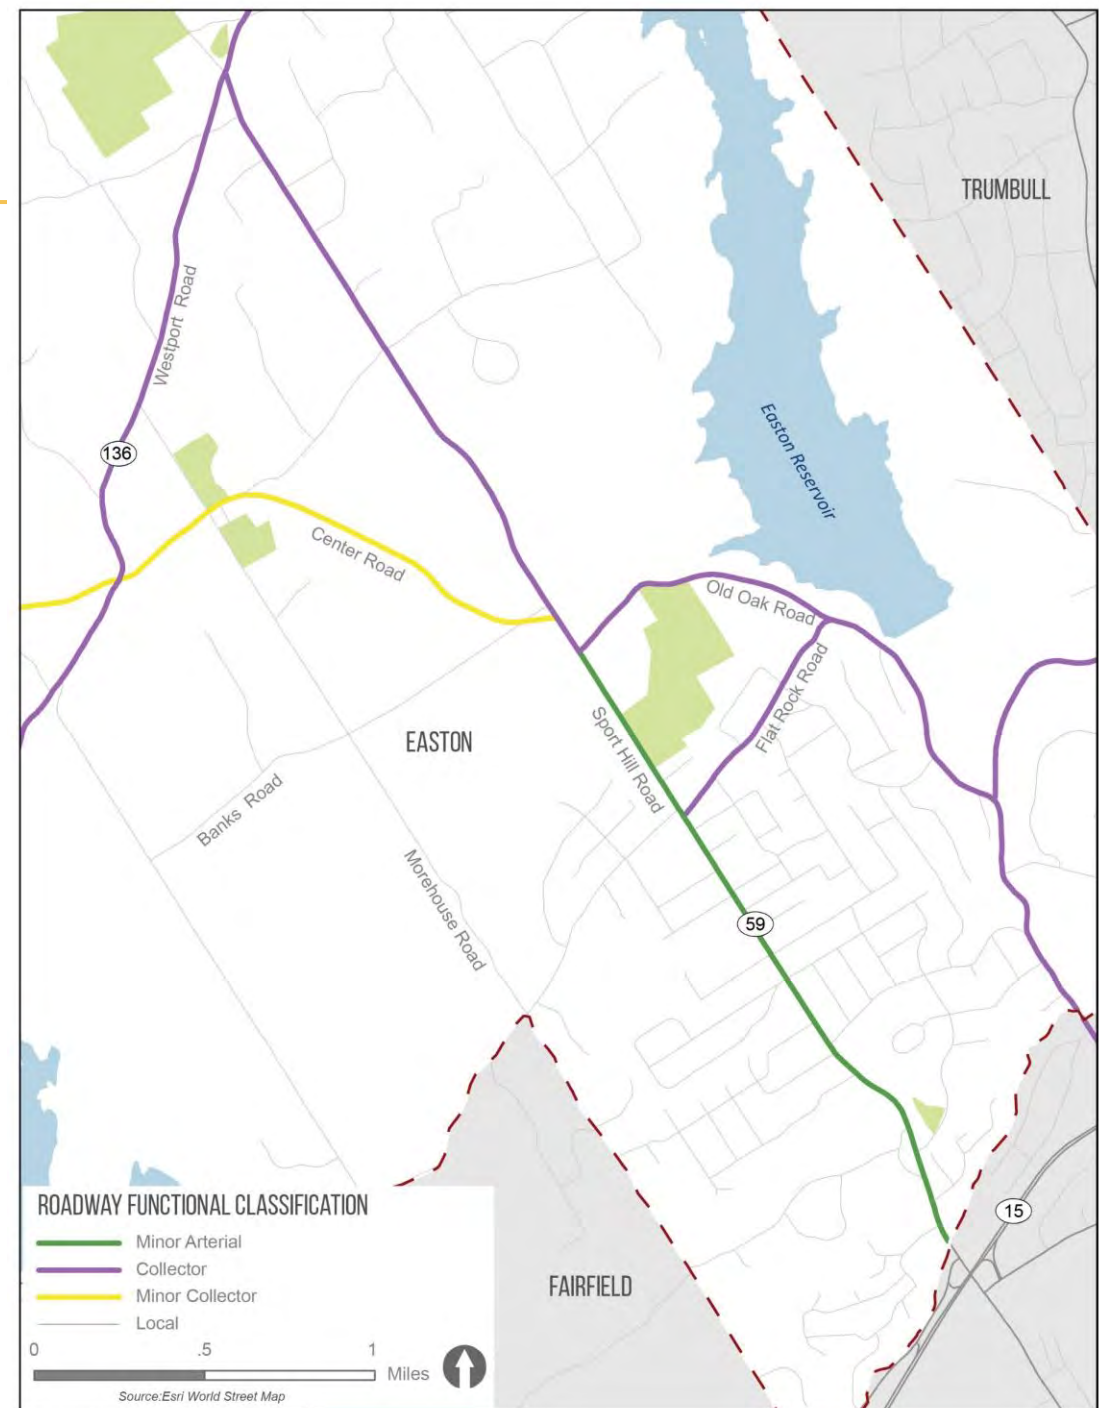 TRUMBULL
Westport Road
136
Easton Reservoir
Center Road
Old Oak Road
Flat Rock Road
Sport Hill Road
EASTON
Banks Road
Morehouse Road
59
15
FAIRFIELD
ROADWAY FUNCTIONAL CLASSIFICATION
Minor Arterial
Collector
Minor Collector
Local
0 .5 1
Miles
Source:Esri World Street Map